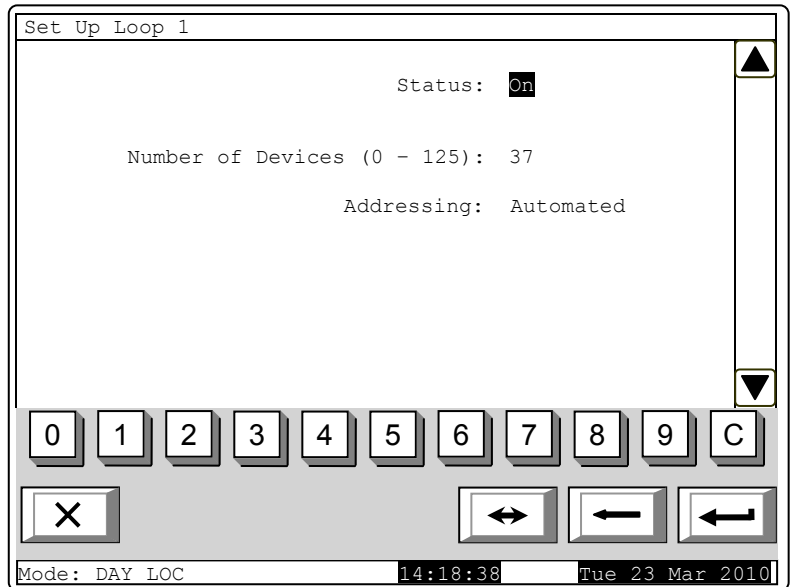 Set Up Loop 1
Status: On
Number of Devices (0 – 125): 37
Addressing: Automated
0 1 2 3 4 5 6 7 8 9 C
Mode: DAY LOC 14:18:38 Tue 23 Mar 2010